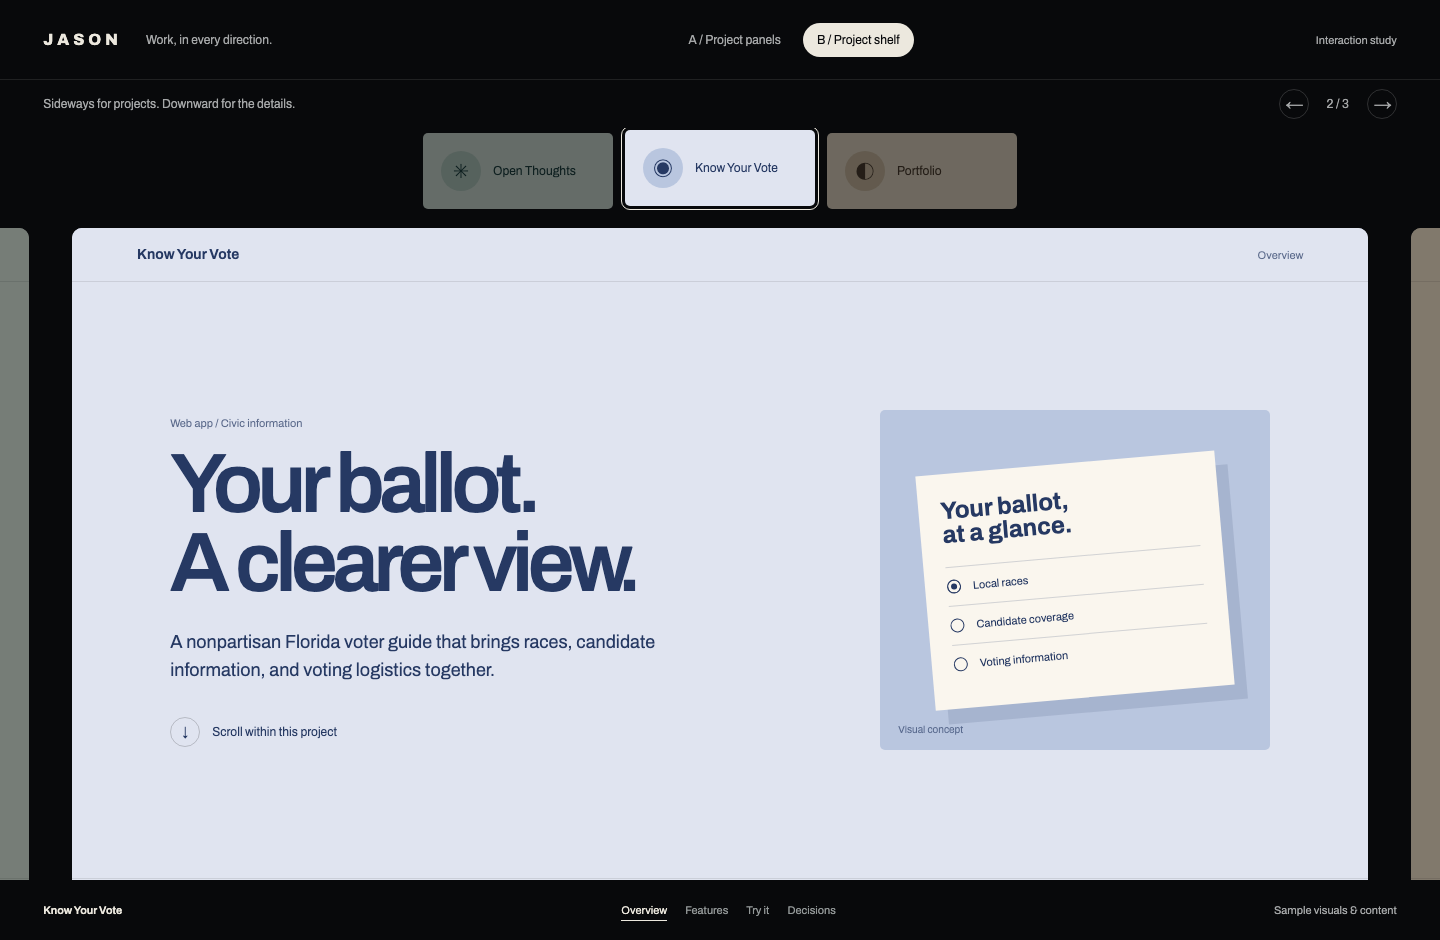 JASON
Work, in every direction.
A / Project panels
B / Project shelf
Interaction study
Sideways for projects. Downward for the details.
2 / 3
Open Thoughts
Know Your Vote
Portfolio
Know Your Vote
Overview
Web app / Civic information
Your ballot.
A clearer view.
A nonpartisan Florida voter guide that brings races, candidate
information, and voting logistics together.
Scroll within this project
Your ballot,
at a glance.
Local races
Candidate coverage
Voting information
Visual concept
Know Your Vote
Overview
Features
Try it
Decisions
Sample visuals & content